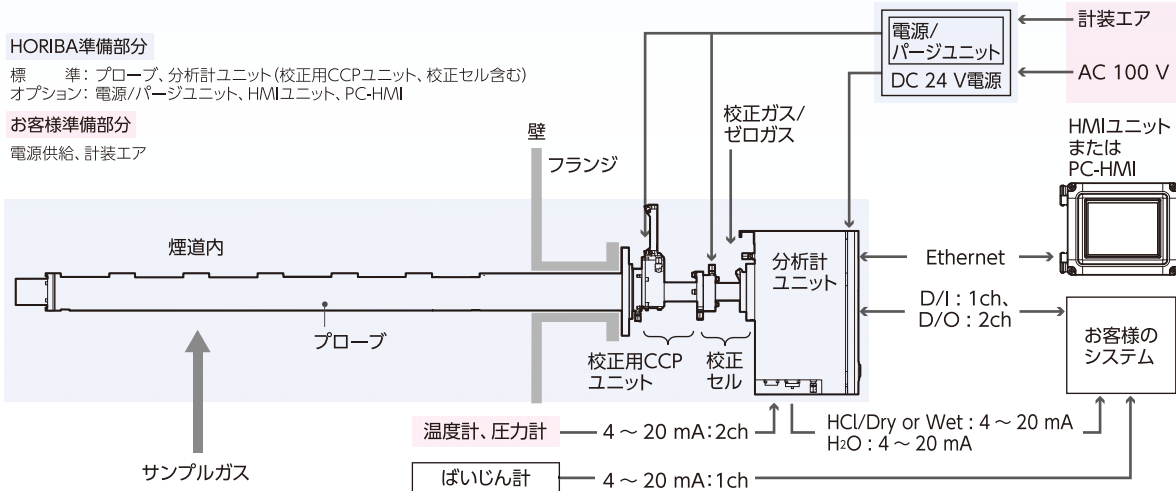 HORIBA準備部分
標　準：プローブ、分析計ユニット（校正用CCPユニット、校正セル含む）
オプション：電源/パージユニット、HMIユニット、PC-HMI
お客様準備部分
電源供給、計装エア
電源/
パージユニット
DC 24 V電源
計装エア
AC 100 V
校正ガス/
ゼロガス
壁
フランジ
HMIユニット
または
PC-HMI
煙道内
プローブ
分析計
ユニット
Ethernet
D/I : 1ch、
D/O : 2ch
お客様の
システム
校正用CCP
ユニット
校正
セル
サンプルガス
温度計、圧力計
4～20 mA：2ch
HCl/Dry or Wet : 4～20 mA
H2O : 4～20 mA
ばいじん計
4～20 mA：1ch